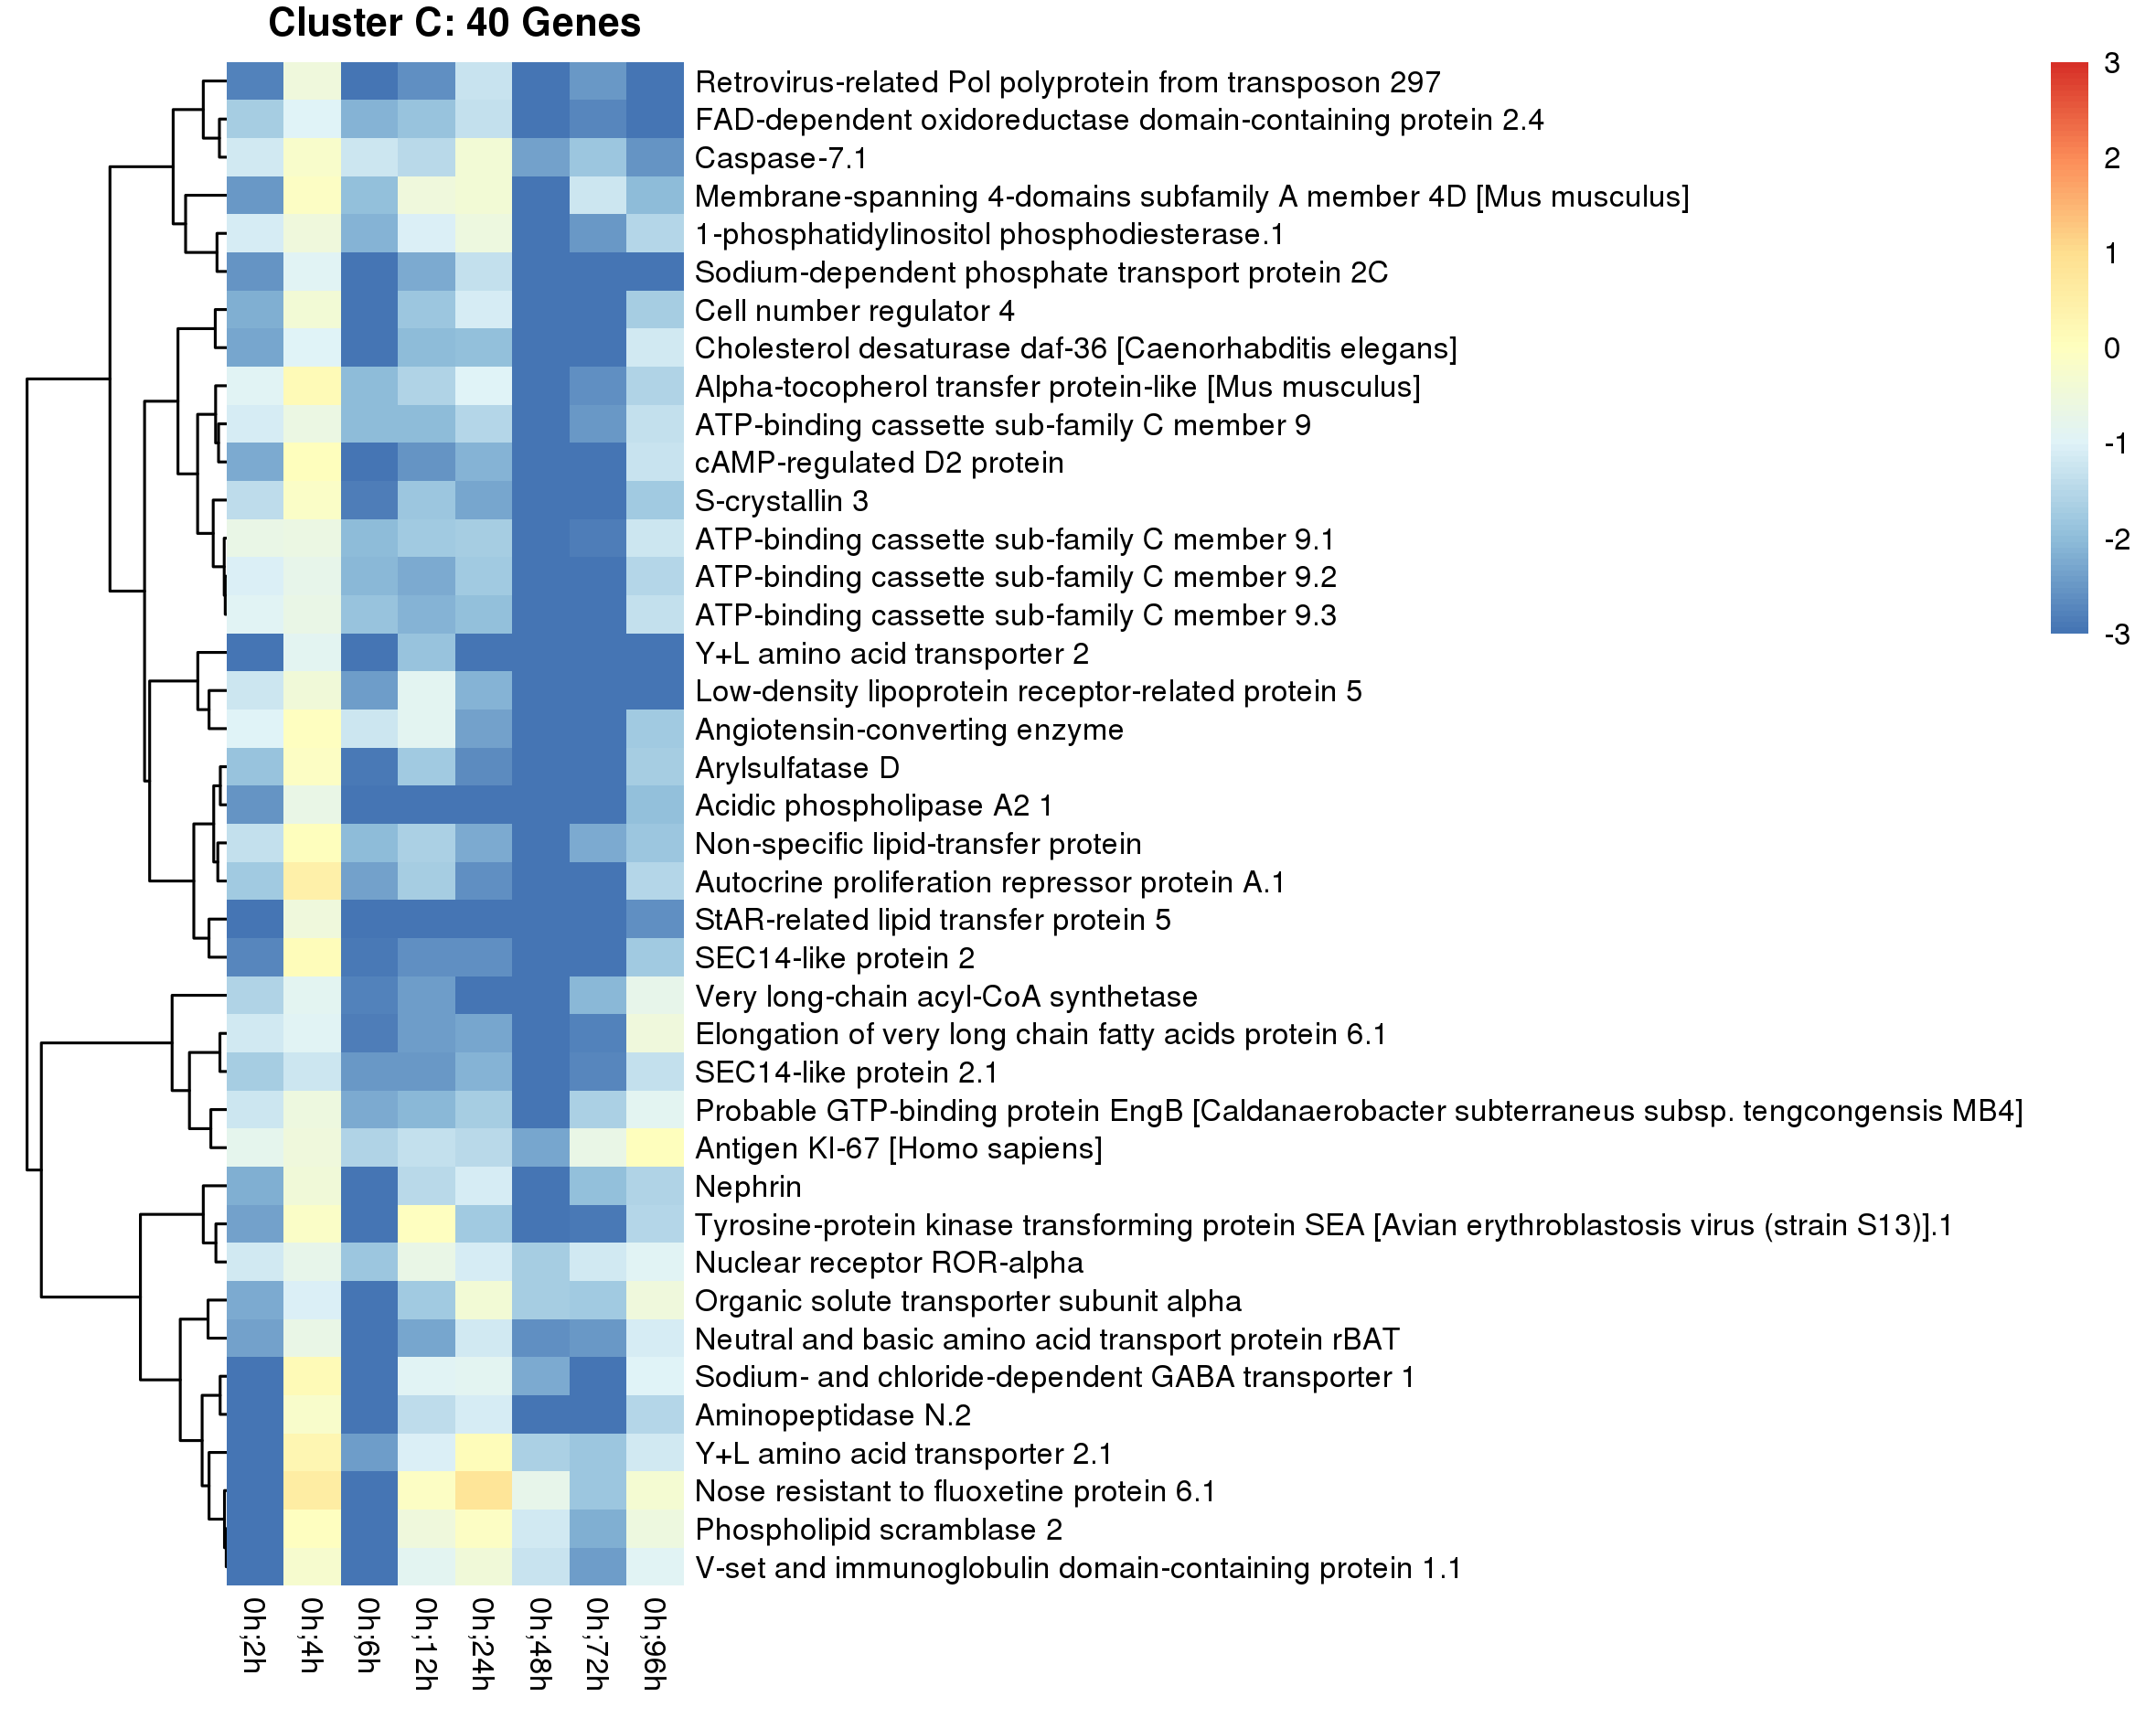 Cluster C: 40 Genes
Retrovirus-related Pol polyprotein from transposon 297
FAD-dependent oxidoreductase domain-containing protein 2.4
Caspase-7.1
Membrane-spanning 4-domains subfamily A member 4D [Mus musculus]
1-phosphatidylinositol phosphodiesterase.1
Sodium-dependent phosphate transport protein 2C
Cell number regulator 4
Cholesterol desaturase daf-36 [Caenorhabditis elegans]
Alpha-tocopherol transfer protein-like [Mus musculus]
ATP-binding cassette sub-family C member 9
cAMP-regulated D2 protein
S-crystallin 3
ATP-binding cassette sub-family C member 9.1
ATP-binding cassette sub-family C member 9.2
ATP-binding cassette sub-family C member 9.3
Y+L amino acid transporter 2
Low-density lipoprotein receptor-related protein 5
Angiotensin-converting enzyme
Arylsulfatase D
Acidic phospholipase A2 1
Non-specific lipid-transfer protein
Autocrine proliferation repressor protein A.1
StAR-related lipid transfer protein 5
SEC14-like protein 2
Very long-chain acyl-CoA synthetase
Elongation of very long chain fatty acids protein 6.1
SEC14-like protein 2.1
Probable GTP-binding protein EngB [Caldanaerobacter subterraneus subsp. tengcongensis MB4]
Antigen KI-67 [Homo sapiens]
Nephrin
Tyrosine-protein kinase transforming protein SEA [Avian erythroblastosis virus (strain S13)].1
Nuclear receptor ROR-alpha
Organic solute transporter subunit alpha
Neutral and basic amino acid transport protein rBAT
Sodium- and chloride-dependent GABA transporter 1
Aminopeptidase N.2
Y+L amino acid transporter 2.1
Nose resistant to fluoxetine protein 6.1
Phospholipid scramblase 2
V-set and immunoglobulin domain-containing protein 1.1
0h;2h
0h;4h
0h;6h
0h;12h
0h;24h
0h;48h
0h;72h
0h;96h
3
2
1
0
-1
-2
-3